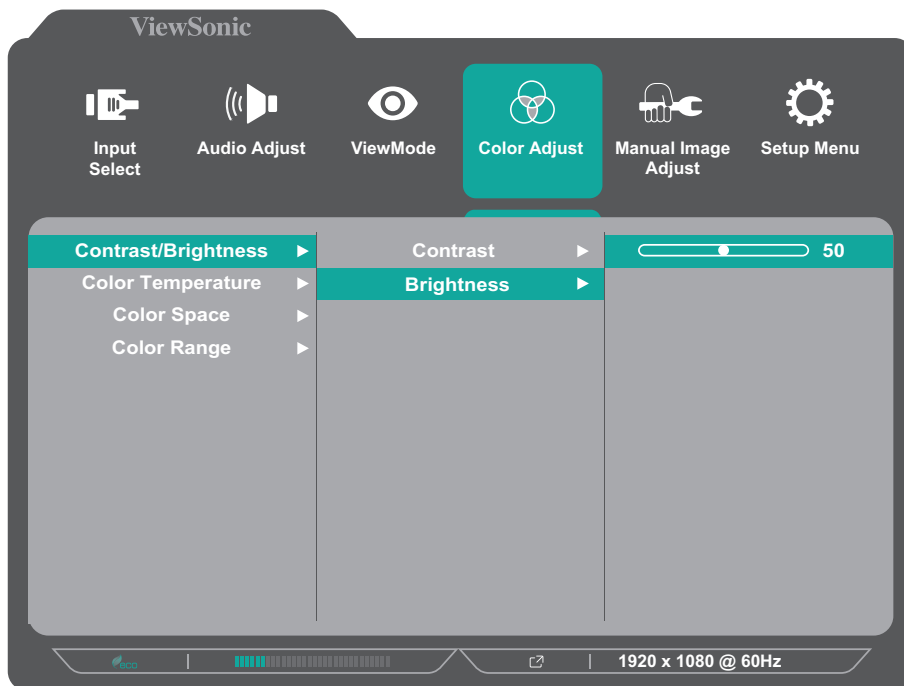 ViewSonic
Input
Select
Audio Adjust
ViewMode
Color Adjust
Manual Image
Adjust
Setup Menu
Contrast/Brightness
Contrast
50
Color Temperature
Brightness
Color Space
Color Range
eco
1920 x 1080 @ 60Hz